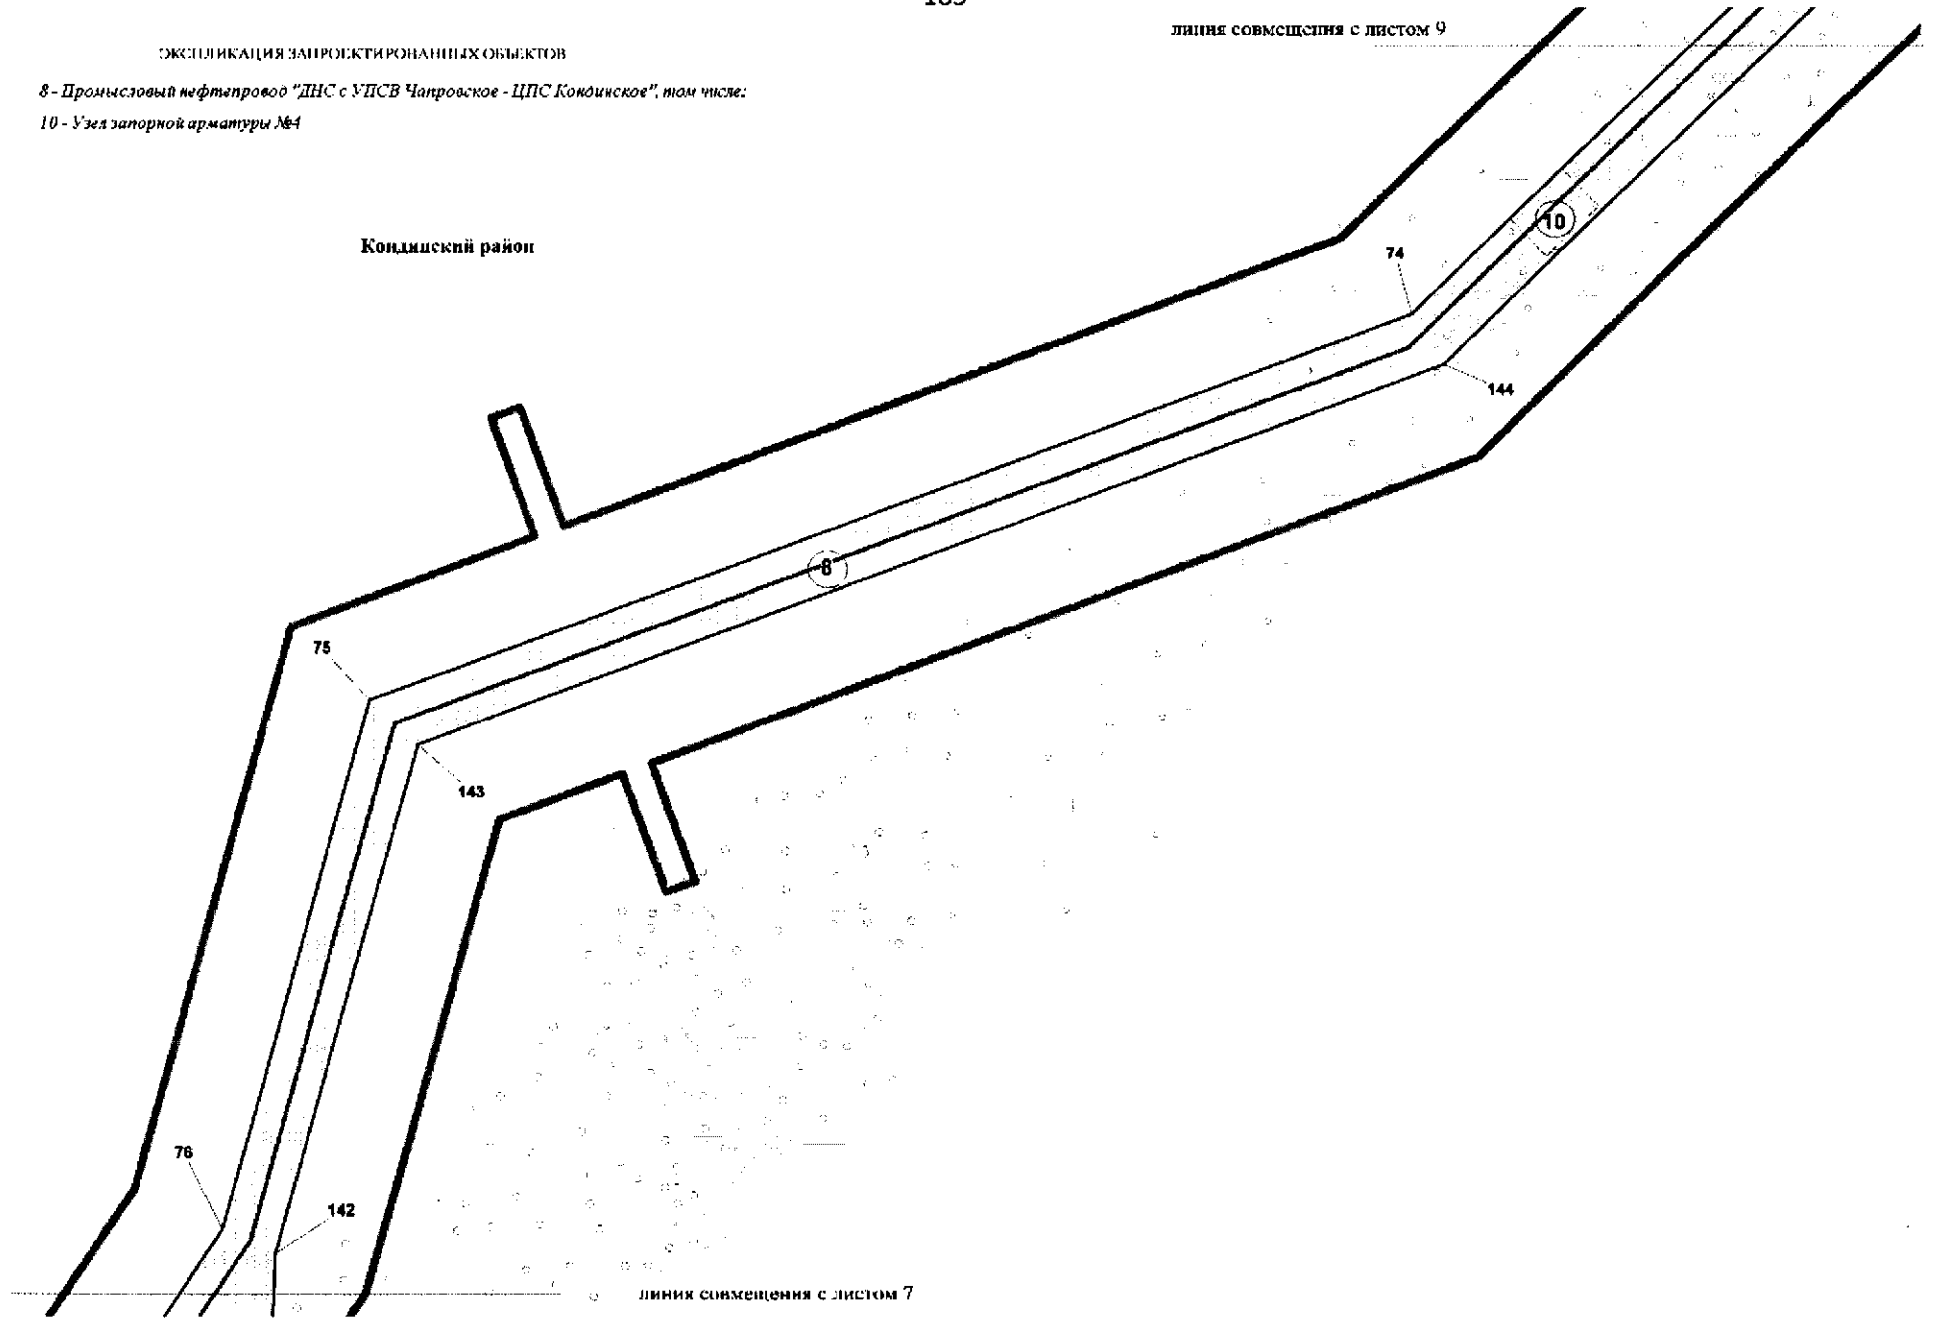 линия совмещения с листом 9
ЭКСПЛИКАЦИЯ ЗАПРОЕКТИРОВАННЫХ ОБЪЕКТОВ
8 - Промысловый нефтепровод "ДНС с УПСВ Чапровское - ЦПС Кондинское", том числе:
10 - Узел запорной арматуры №4
Кондинский район
10
74
144
8
75
143
76
142
линия совмещения с листом 7